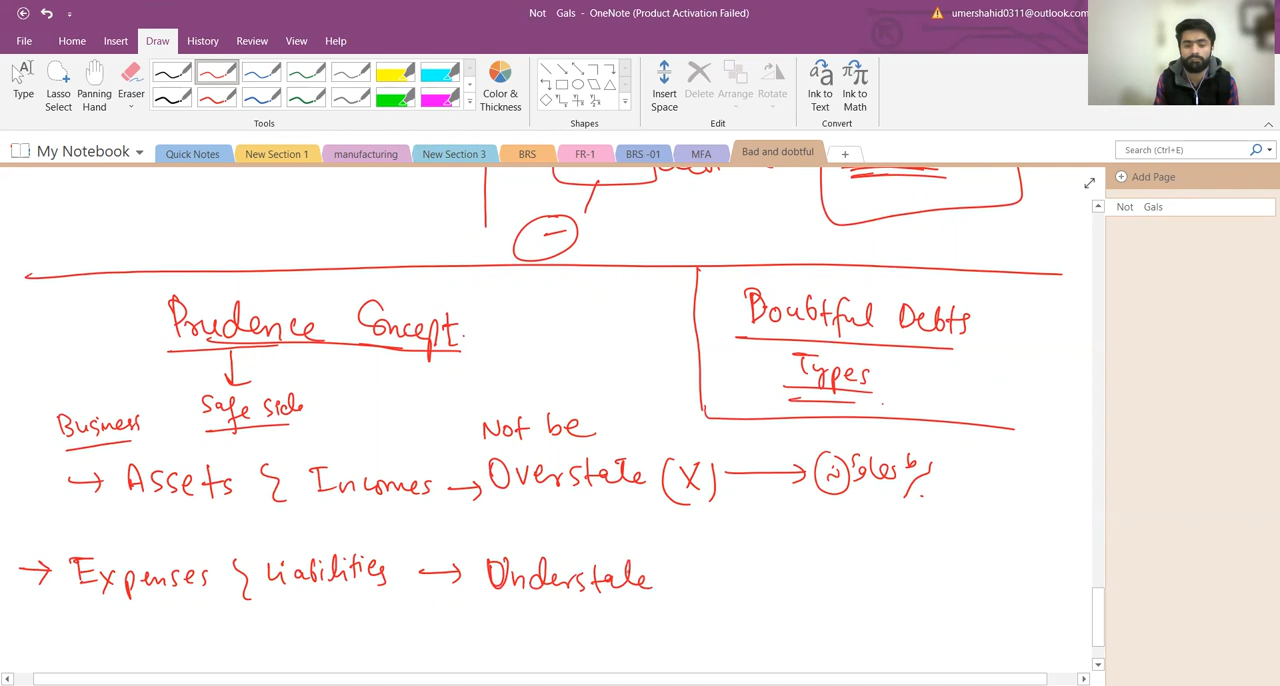 Not Gals - OneNote (Product Activation Failed)
umershahid0311@outlook.com
File Home Insert Draw History Review View Help
Type
Lasso Select
Panning Hand
Eraser
Color & Thickness
Insert Space
Delete
Arrange
Rotate
Ink to Text
Ink to Math
Tools
Shapes
Edit
Convert
My Notebook
Quick Notes
New Section 1
manufacturing
New Section 3
BRS
FR-1
BRS -01
MFA
Bad and dobtful
Search (Ctrl+E)
Add Page
Not Gals
Prudence Concept.
Doubtful Debts
Types
Safe Side
Business
Not be
→ Assets & Incomes → Overstate (X) →
→ Expenses & Liabilities → Understate